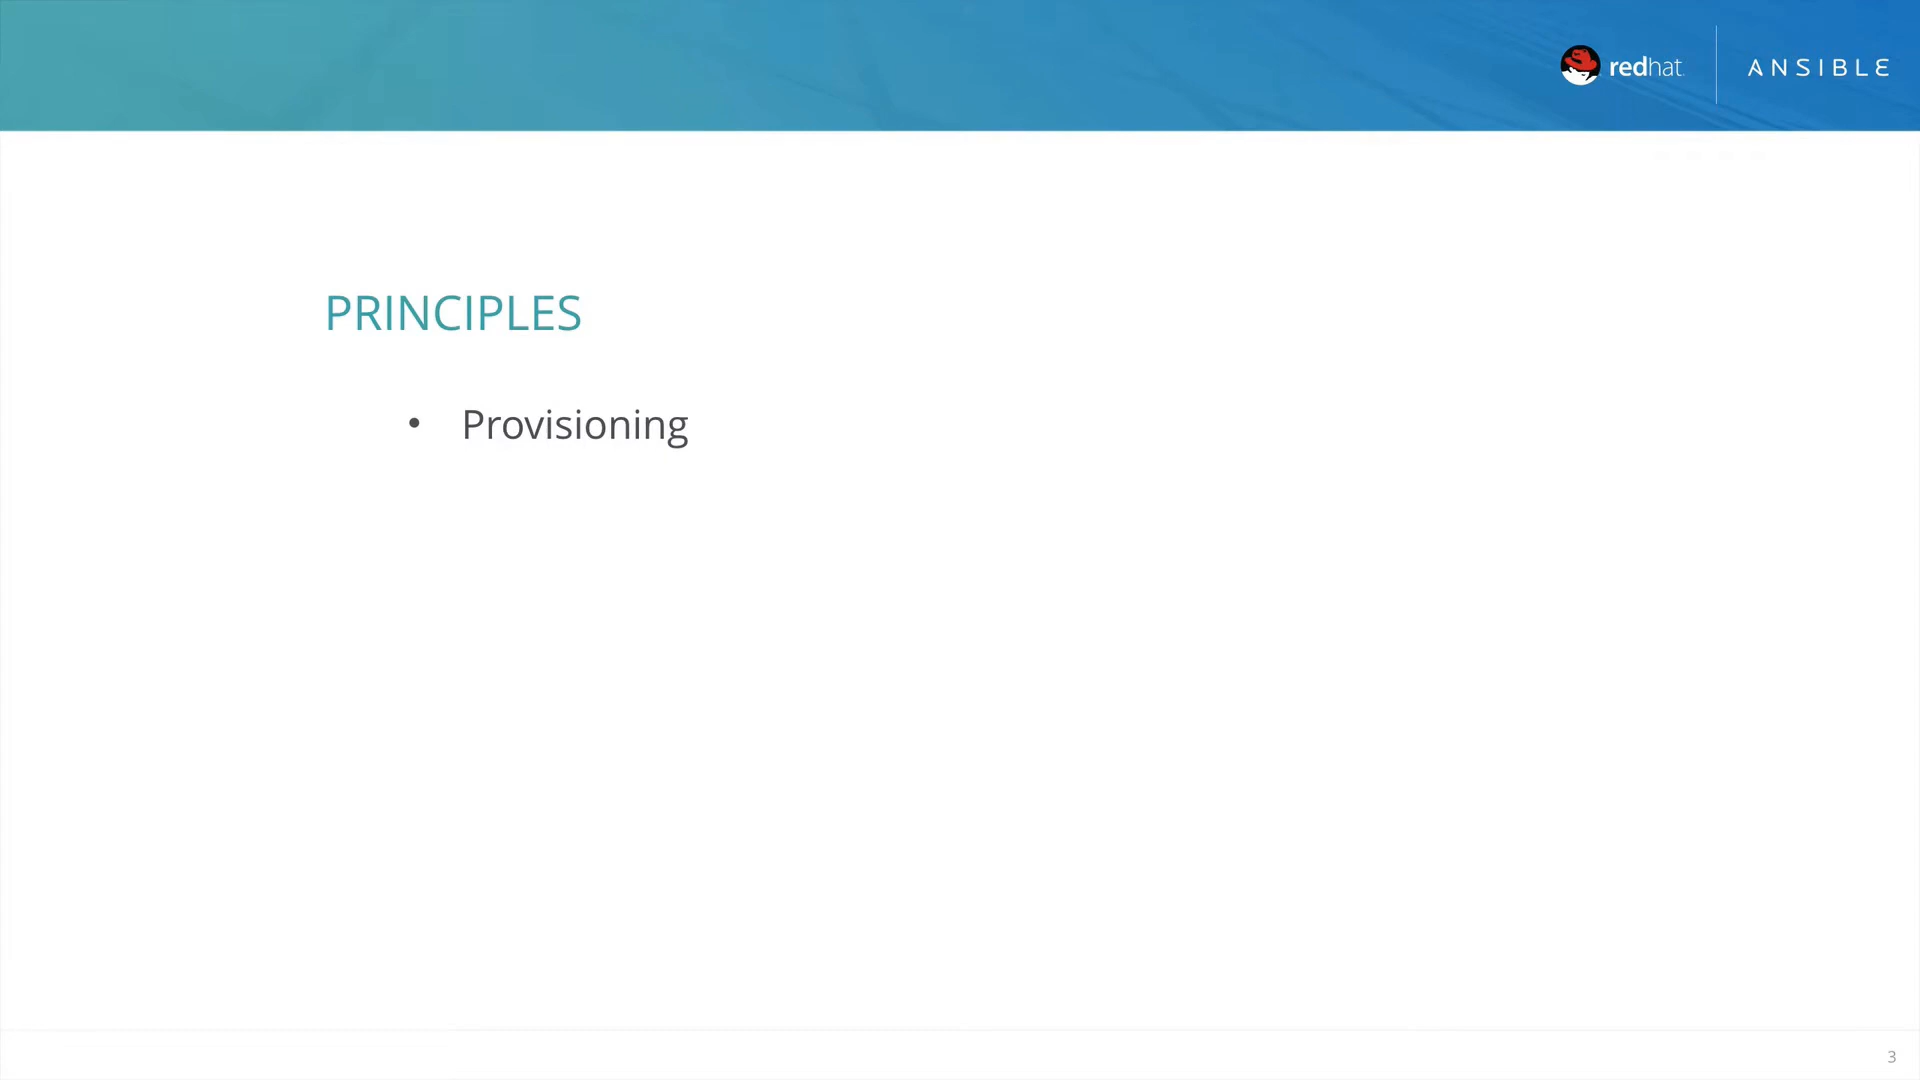 redhat
ANSIBLE
PRINCIPLES
• Provisioning
3